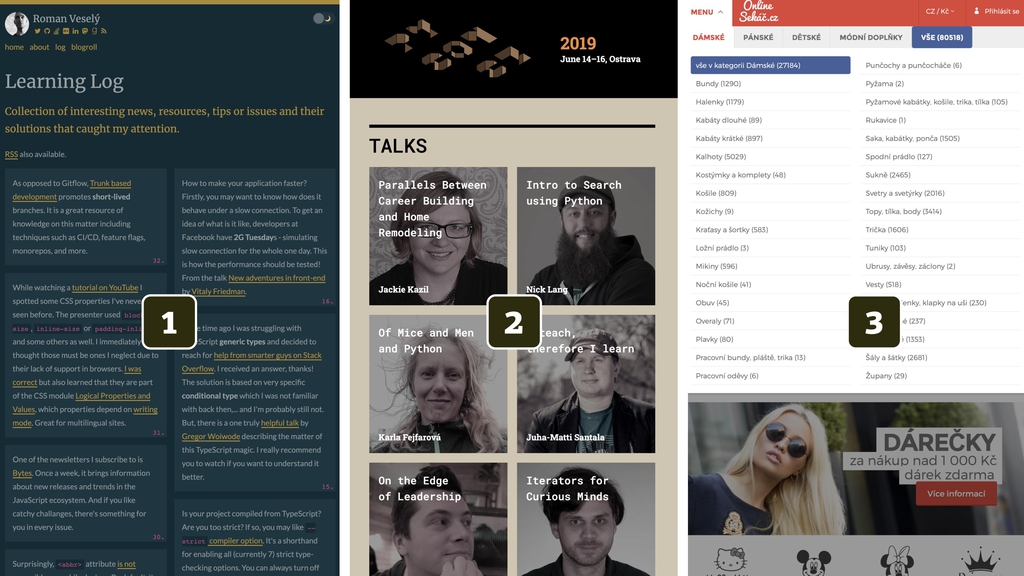 Roman Veselý
home about log blogroll
Learning Log
Collection of interesting news, resources, tips or issues and their
solutions that caught my attention.
RSS also available.
As opposed to Gitflow, Trunk based
development promotes short-lived
branches. It is a great resource of
knowledge on this matter including
techniques such as CI/CD, feature flags,
monorepos, and more.
32.
While watching a tutorial on YouTube I
spotted some CSS properties I've never
seen before. The presenter used
size, inline-size or
and some others as well. I immediately
thought those must be ones I neglect due to
their lack of support in browsers. I was
correct but also learned that they are part
of the CSS module Logical Properties and
Values, which properties depend on writing
mode. Great for multilingual sites.
31.
One of the newsletters I subscribe to is
Bytes. Once a week, it brings information
about new releases and trends in the
JavaScript ecosystem. And if you like
catchy challenges, there's something for
you in every issue.
30.
Surprisingly, <abbr> attribute is not
How to make your application faster?
Firstly, you may want to know how does it
behave under a slow connection. To get an
idea of what is it like, developers at
Facebook have 2G Tuesdays - simulating
slow connection for the whole one day. This
is how the performance should be tested!
From the talk New adventures in front-end
by Vitaly Friedman.
16.
time ago I was struggling with
generic types and decided to
reach for help from smarter guys on Stack
Overflow. I received an answer, thanks!
The solution is based on very specific
conditional type which I was not familiar
with back then,... and I'm probably still not.
But, there is a one truly helpful talk by
Gregor Woiwode describing the matter of
this TypeScript magic. I really recommend
you to watch if you want to understand it
better.
15.
Is your project compiled from TypeScript?
Are you too strict? If so, you may like --
strict compiler option. It's a shorthand
for enabling all (currently 7) strict type-
checking options. You can always turn off
1
2019
June 14–16, Ostrava
TALKS
Parallels Between
Career Building
and Home
Remodeling
Jackie Kazil
Intro to Search
using Python
Nick Lang
Of Mice and Men
and Python
Karla Fejfarová
teach,
therefore I learn
Juha-Matti Santala
On the Edge
of Leadership
Iterators for
Curious Minds
2
MENU
Online
Sekáč.cz
CZ / Kč
Přihlásit se
DÁMSKÉ PÁNSKÉ DĚTSKÉ MÓDNÍ DOPLŇKY VŠE (80518)
vše v kategorii Dámské (27184)
Bundy (1290)
Halenky (1179)
Kabáty dlouhé (89)
Kabáty krátké (897)
Kalhoty (5029)
Kostýmky a komplety (48)
Košile (809)
Kožichy (9)
Kraťasy a šortky (583)
Ložní prádlo (3)
Mikiny (596)
Noční košile (41)
Obuv (45)
Overaly (71)
Plavky (80)
Pracovní bundy, pláště, trika (13)
Pracovní oděvy (6)
Punčochy a punčocháče (6)
Pyžama (2)
Pyžamové kabátky, košile, trika, tílka (105)
Rukavice (1)
Saka, kabátky, ponča (1505)
Spodní prádlo (127)
Sukně (2465)
Svetry a svetýrky (2016)
Topy, tílka, body (3414)
Trička (1606)
Tuniky (103)
Ubrusy, závěsy, záclony (2)
Vesty (518)
enky, klapky na uši (230)
é (237)
(1353)
Šály a šátky (2681)
Župany (29)
3
DÁREČKY
za nákup nad 1 000 Kč
dárek zdarma
Více informací